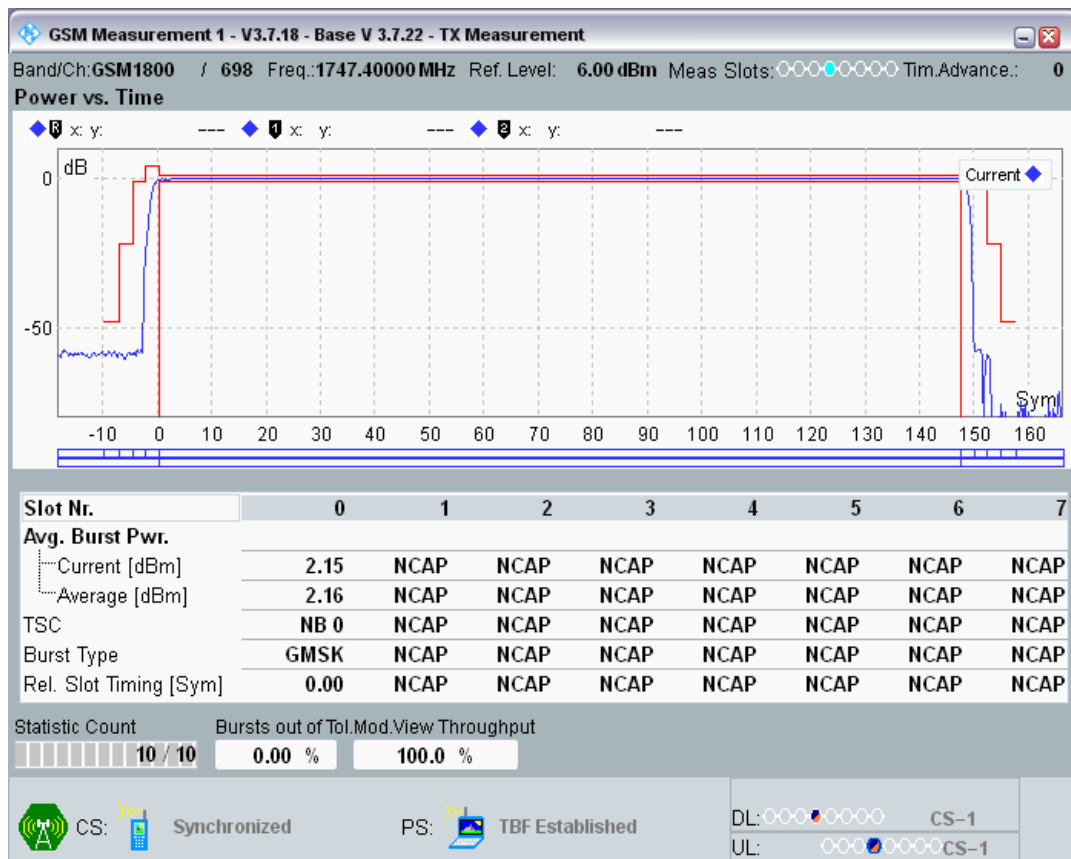 GSM Measurement 1 - V3.7.18 - Base V 3.7.22 - TX Measurement
Band/Ch:GSM1800 / 698 Freq.:1747.40000 MHz Ref. Level: 6.00 dBm Meas Slots: Tim.Advance.: 0
Power vs. Time
R x: y: --- 1 x: y: --- 2 x: y: ---
dB
0
Current
-50
Sym
-10 0 10 20 30 40 50 60 70 80 90 100 110 120 130 140 150 160
Slot Nr. 0 1 2 3 4 5 6 7
Avg. Burst Pwr.
Current [dBm] 2.15 NCAP NCAP NCAP NCAP NCAP NCAP NCAP
Average [dBm] 2.16 NCAP NCAP NCAP NCAP NCAP NCAP NCAP
TSC NB 0 NCAP NCAP NCAP NCAP NCAP NCAP NCAP
Burst Type GMSK NCAP NCAP NCAP NCAP NCAP NCAP NCAP
Rel. Slot Timing [Sym] 0.00 NCAP NCAP NCAP NCAP NCAP NCAP NCAP
Statistic Count Bursts out of Tol.Mod.View Throughput
10 / 10 0.00 % 100.0 %
CS: Synchronized PS: TBF Established
DL: CS-1
UL: CS-1